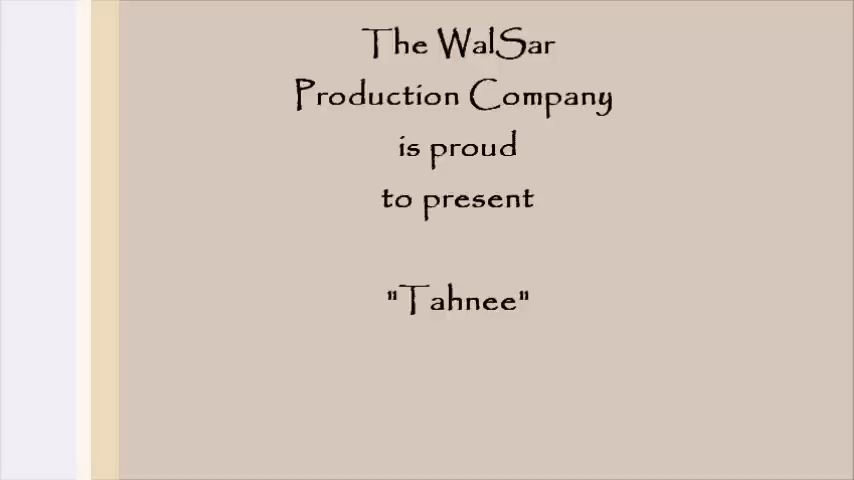 The WalSar
Production Company
is proud
to present
"Tahnee"